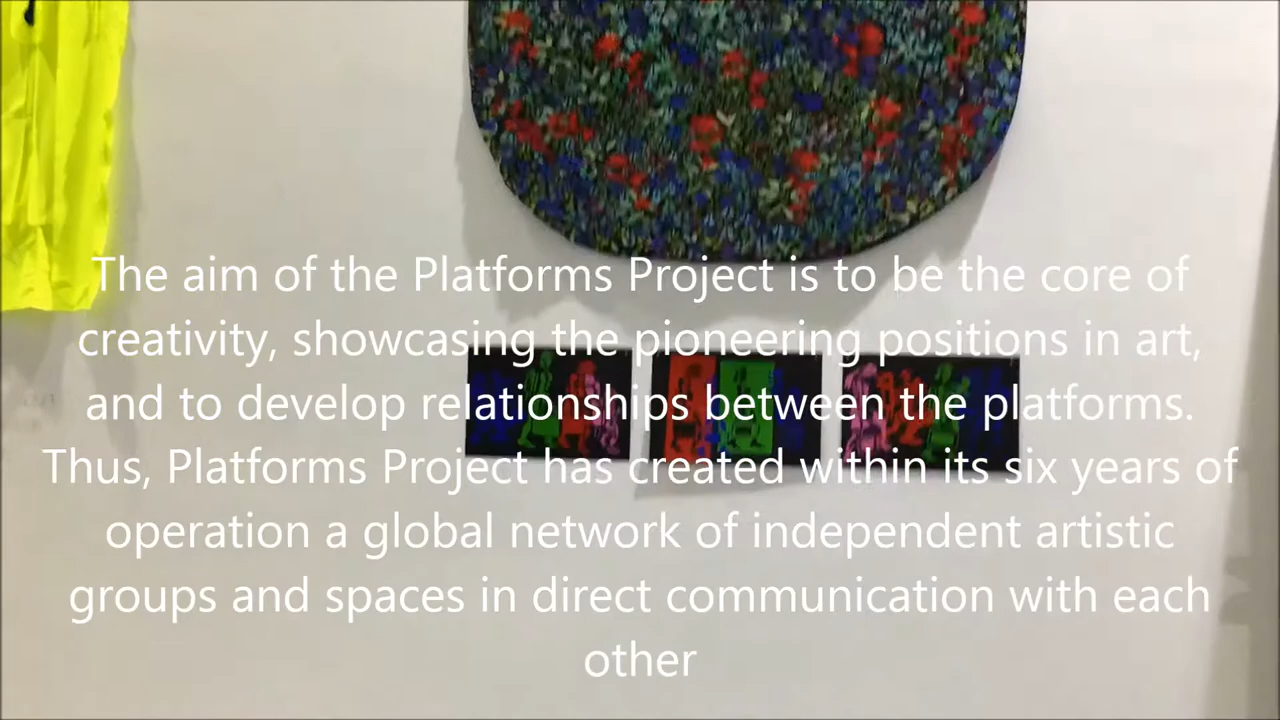 The aim of the Platforms Project is to be the core of
creativity, showcasing the pioneering positions in art,
and to develop relationships between the platforms.
Thus, Platforms Project has created within its six years of
operation a global network of independent artistic
groups and spaces in direct communication with each
other